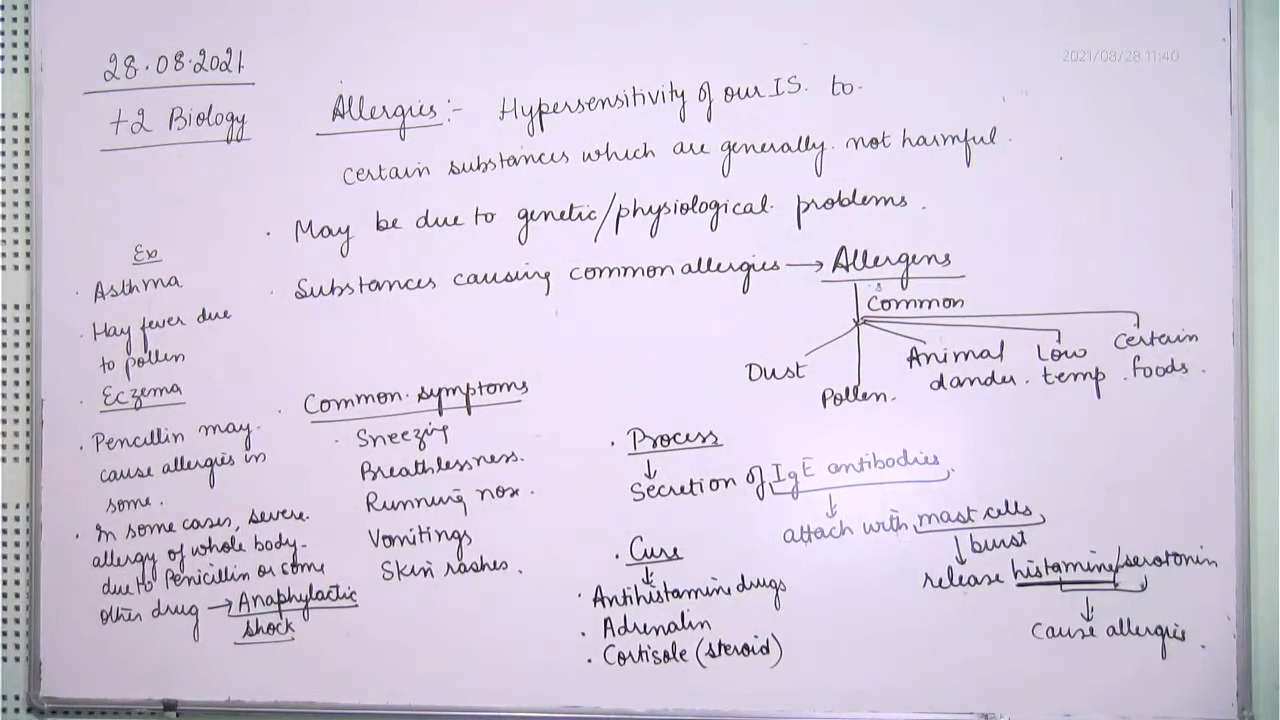 2021/08/28 11:40
28.08.2021
+2 Biology
Allergies :- Hypersensitivity of our I S. to
certain substances which are generally not harmful.
· May be due to genetic/physiological problems.
· Substances causing common allergies → Allergens
Common
Dust
Pollen.
Animal
dander.
Low
temp.
Certain
foods.
Ex
· Asthma
· Hay fever due
to pollen
· Eczema
· Pencillin may
cause allergies in
some.
· In some cases, severe
allergy of whole body
due to Penicillin or some
other drug → Anaphylactic
shock
· Common symptoms
· Sneezing
Breathlessness.
Running nose.
Vomitings
Skin rashes.
· Process
↓
Secretion of IgE antibodies.
↓
attach with mast cells,
↓ burst
release histamine/serotonin
↓
Cause allergies.
· Cure
↓
· Antihistamine drugs
· Adrenalin
· Cortisole (steroid)